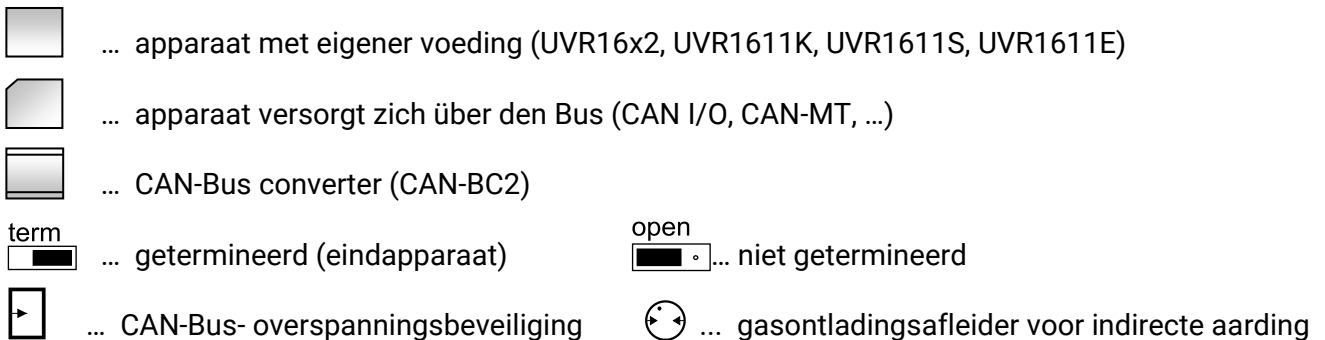 … apparaat met eigener voeding (UVR16x2, UVR1611K, UVR1611S, UVR1611E)
… apparaat versorgt zich über den Bus (CAN I/O, CAN-MT, …)
… CAN-Bus converter (CAN-BC2)
term … getermineerd (eindapparaat) open … niet getermineerd
… CAN-Bus- overspanningsbeveiliging ... gasontladingsafleider voor indirecte aarding